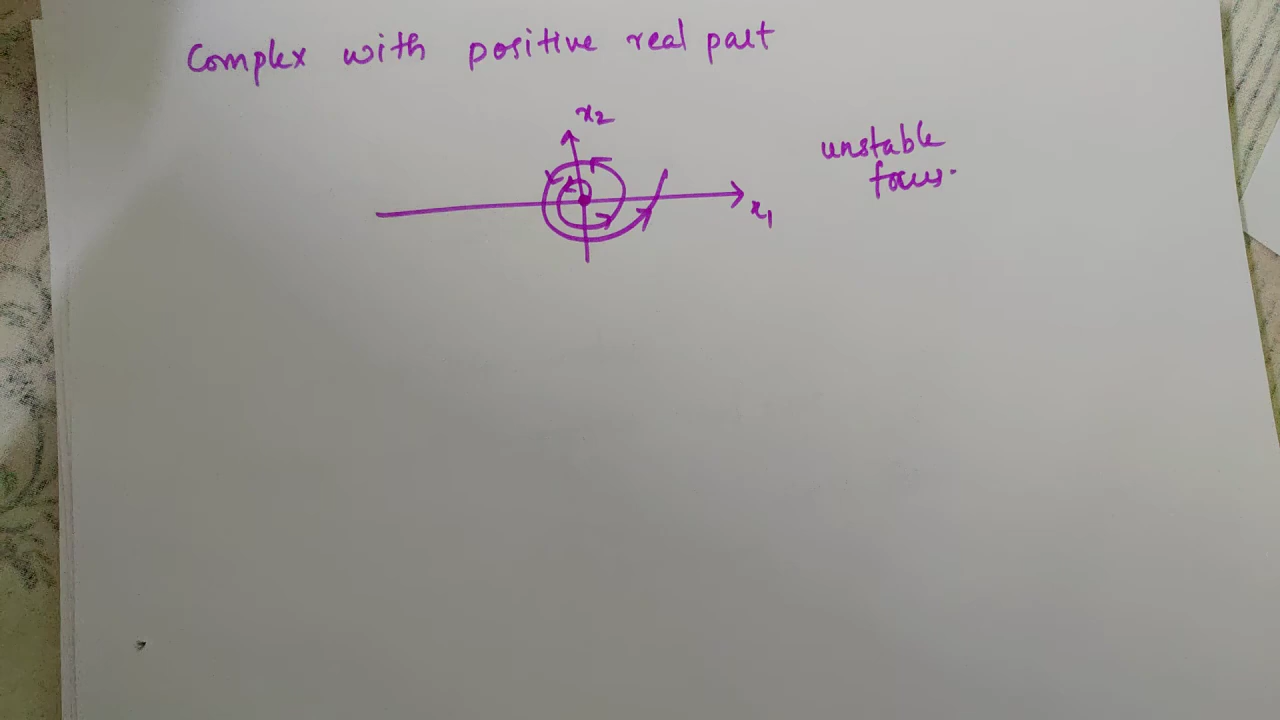 Complex with positive real part
x2
unstable
focus.
x1